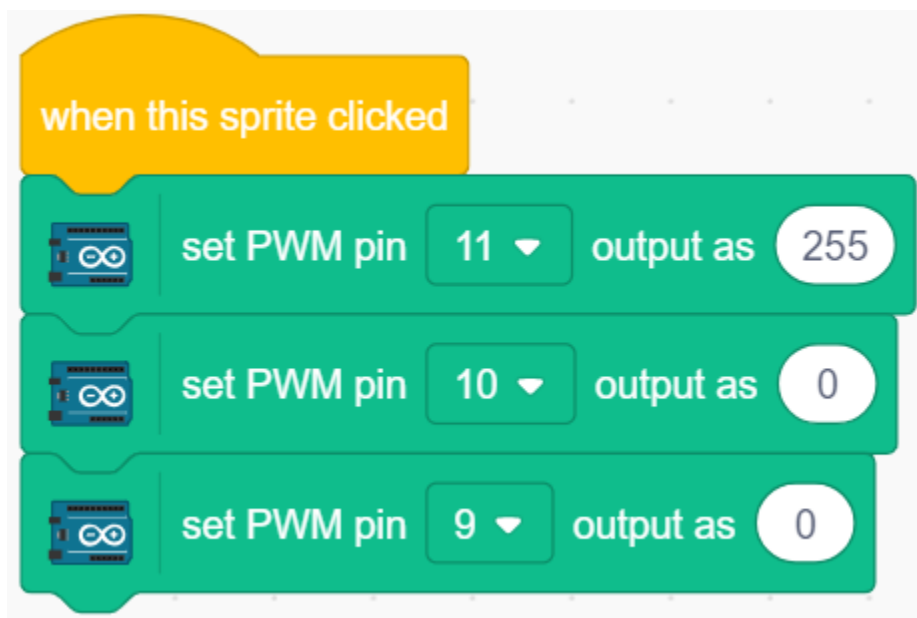 when this sprite clicked
set PWM pin 11 output as 255
set PWM pin 10 output as 0
set PWM pin 9 output as 0